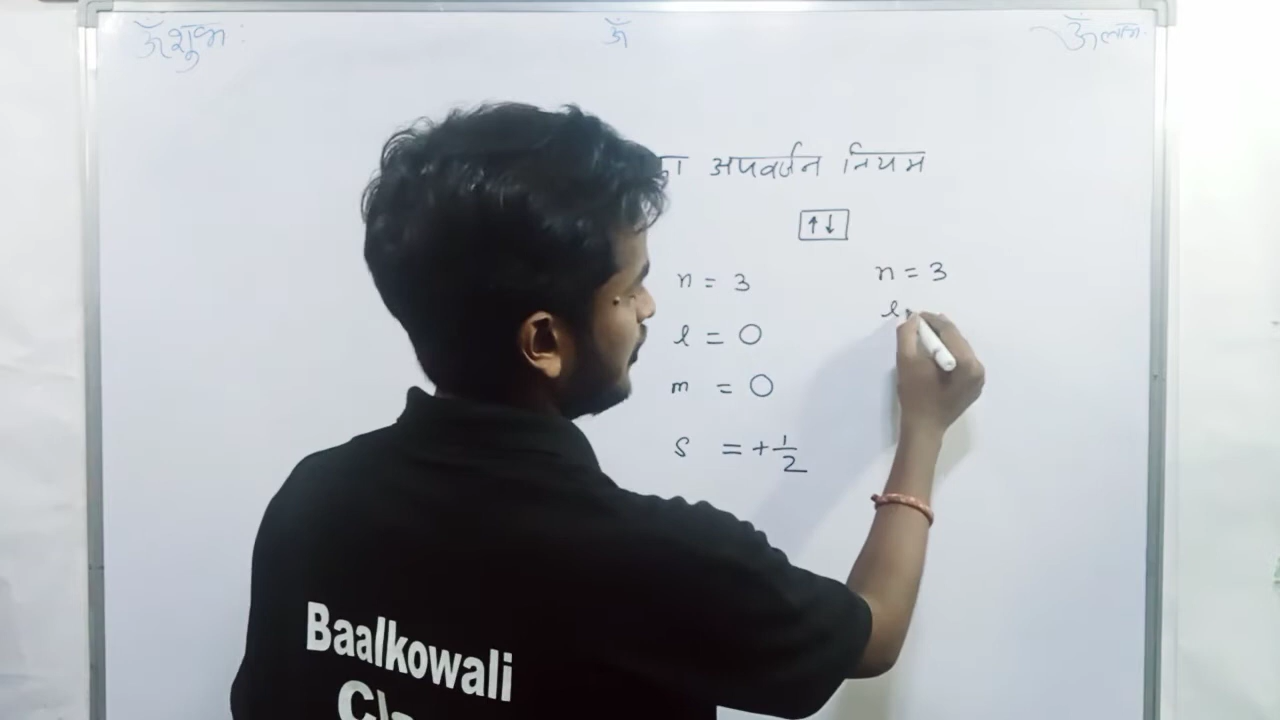 ॐ शुभ : ॐ ॐ लाभ
का अपवर्जन नियम
↑↓
n = 3 n = 3
l = 0 l
m = 0
s = + 1/2
Baalkowali